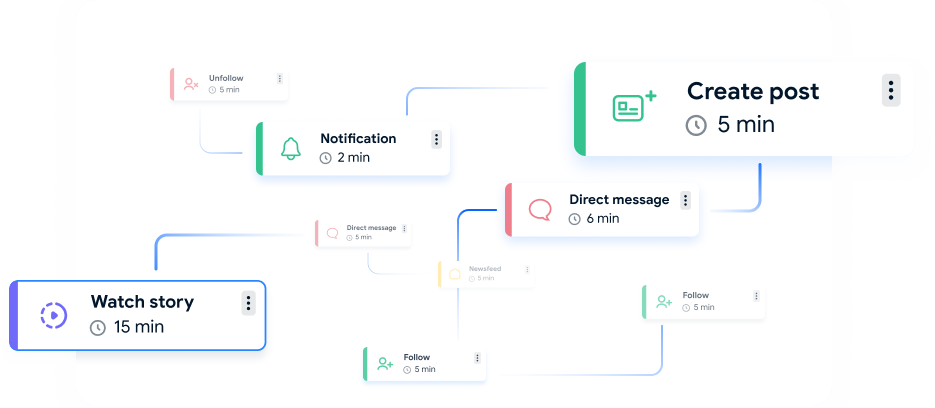 Unfollow
5 min
Create post
5 min
Notification
2 min
Direct message
6 min
Direct message
5 min
Newsfeed
5 min
Watch story
15 min
Follow
5 min
Follow
5 min